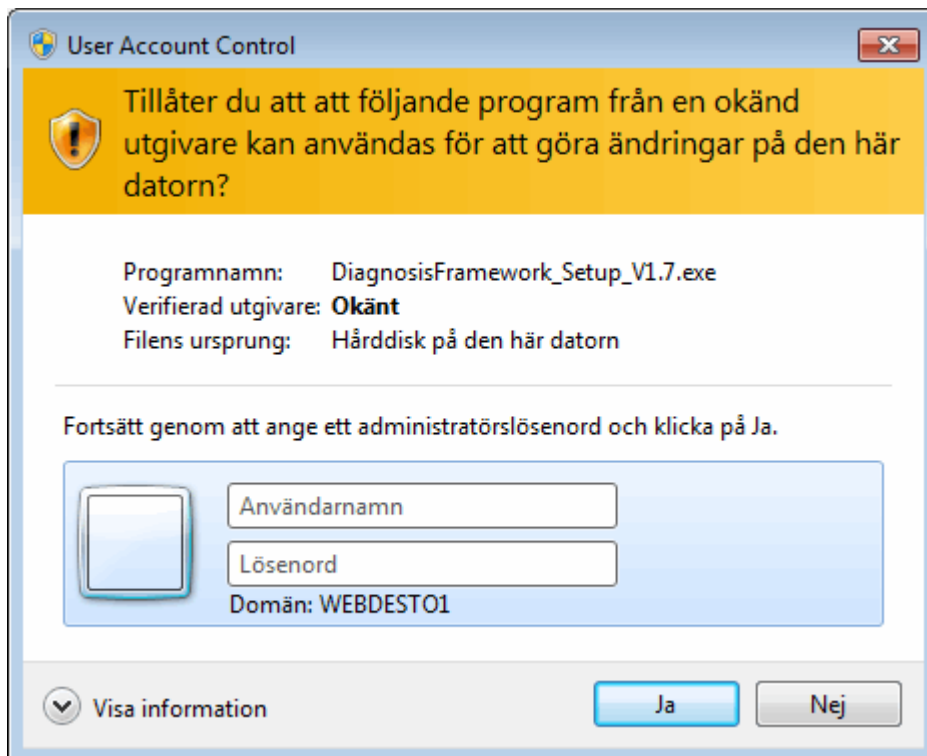 User Account Control
Tillåter du att att följande program från en okänd
utgivare kan användas för att göra ändringar på den här
datorn?
Programnamn: DiagnosisFramework_Setup_V1.7.exe
Verifierad utgivare: Okänt
Filens ursprung: Hårddisk på den här datorn
Fortsätt genom att ange ett administratörslösenord och klicka på Ja.
Användarnamn
Lösenord
Domän: WEBDESTO1
Visa information
Ja
Nej